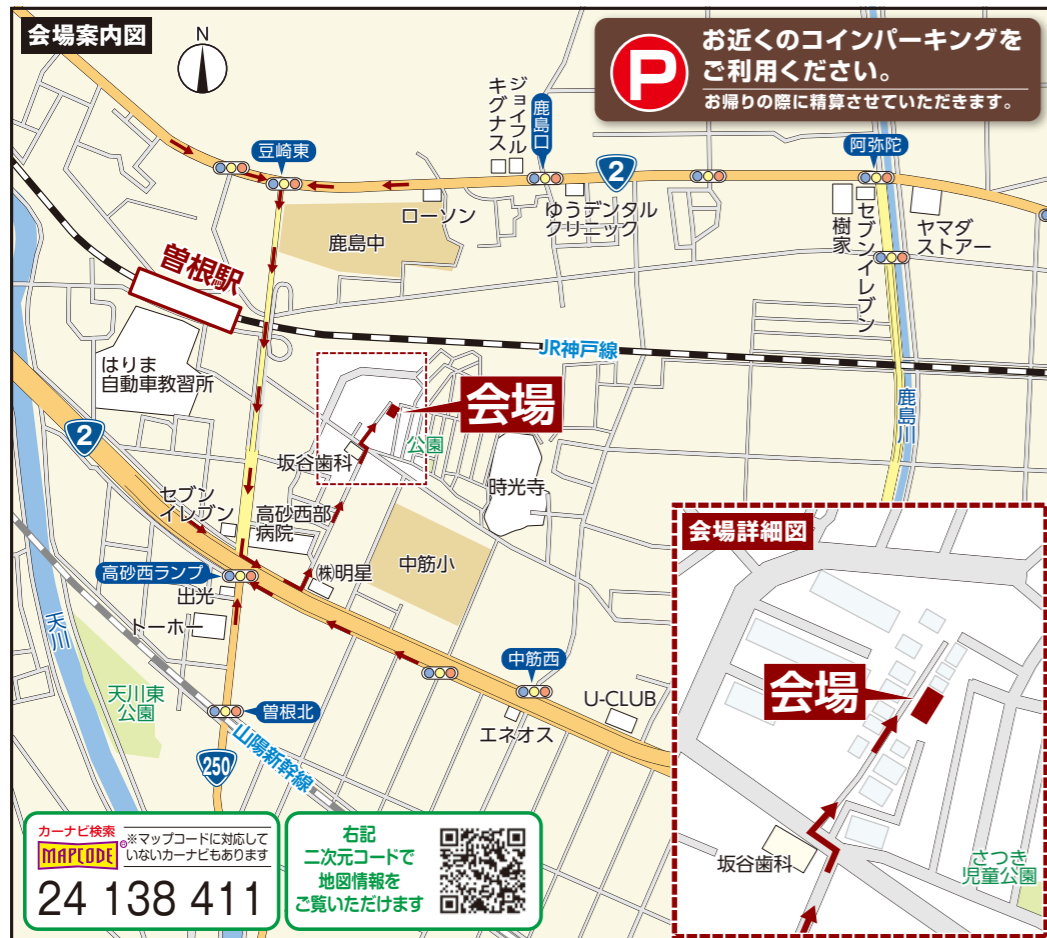 会場案内図
N
P
お近くのコインパーキングを
ご利用ください。
お帰りの際に精算させていただきます。
豆崎東
キグナス
ジョイフル
鹿島口
2
阿弥陀
ローソン
ゆうデンタル
クリニック
樹家
セブンイレブン
ヤマダ
ストアー
鹿島中
曽根駅
JR神戸線
はりま
自動車教習所
会場
公園
鹿島川
2
坂谷歯科
時光寺
セブン
イレブン
高砂西部
病院
中筋小
㈱明星
高砂西ランプ
出光
トーホー
天川
天川東
公園
曽根北
中筋西
U-CLUB
エネオス
山陽新幹線
250
会場詳細図
会場
坂谷歯科
さつき
児童公園
カーナビ検索
MAPCODE®
※マップコードに対応して
いないカーナビもあります
24 138 411
右記
二次元コードで
地図情報を
ご覧いただけます